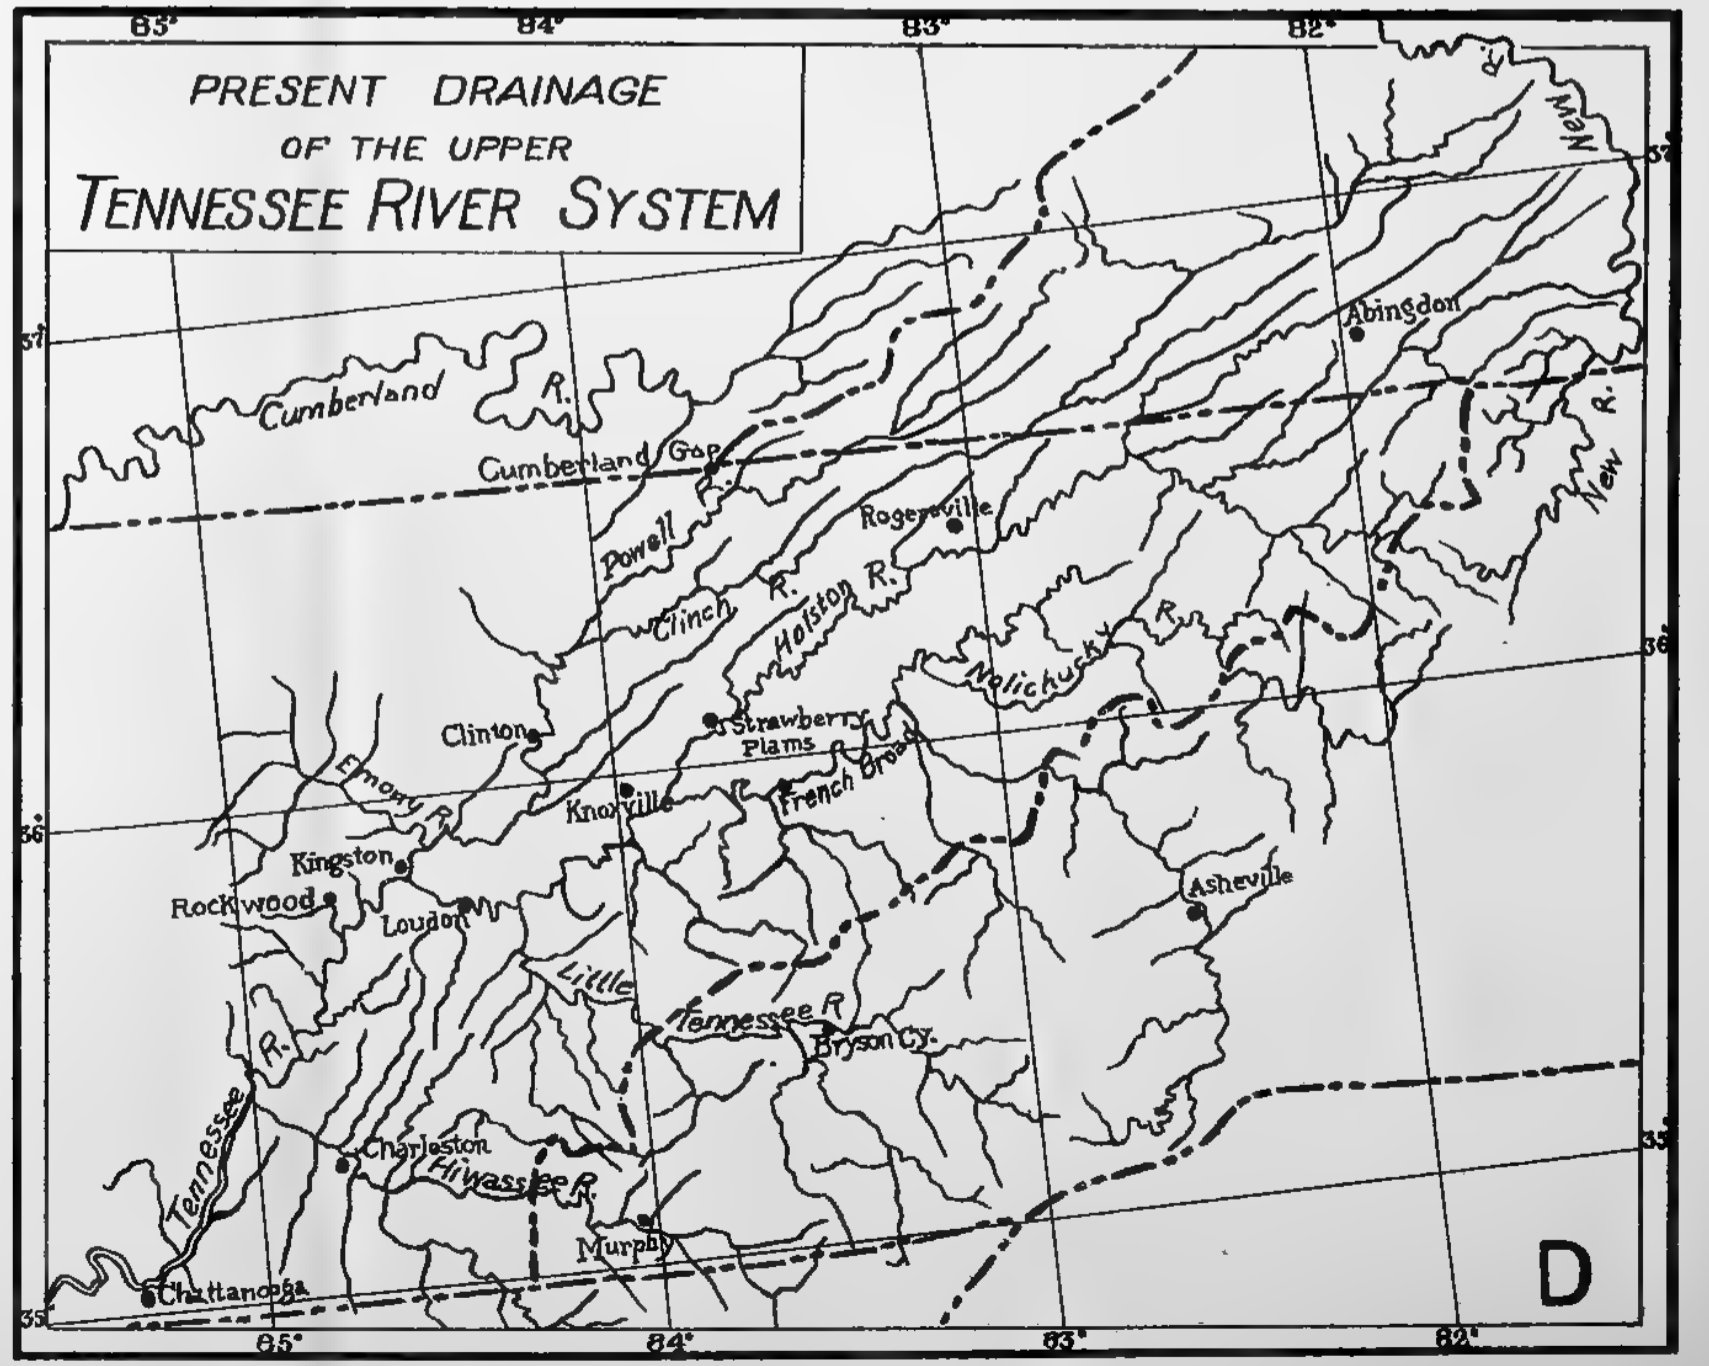 85° 84° 83° 82°
PRESENT DRAINAGE
OF THE UPPER
TENNESSEE RIVER SYSTEM
New
37°
Abingdon
37°
Cumberland R.
R.
New
Cumberland Gap
Rogersville
Powell
Clinch R.
Holston R.
Nolichucky R.
36°
Strawberry
Plams
Clinton
French Broad
Emory R.
Knoxville
36°
Kingston
Asheville
Rockwood
Loudon
Little
Tennessee R
Bryson Cy.
R.
Tennessee
Charleston
35°
Hiwassee R.
Murphy
D
Chattanooga
35°
85° 84° 83° 82°